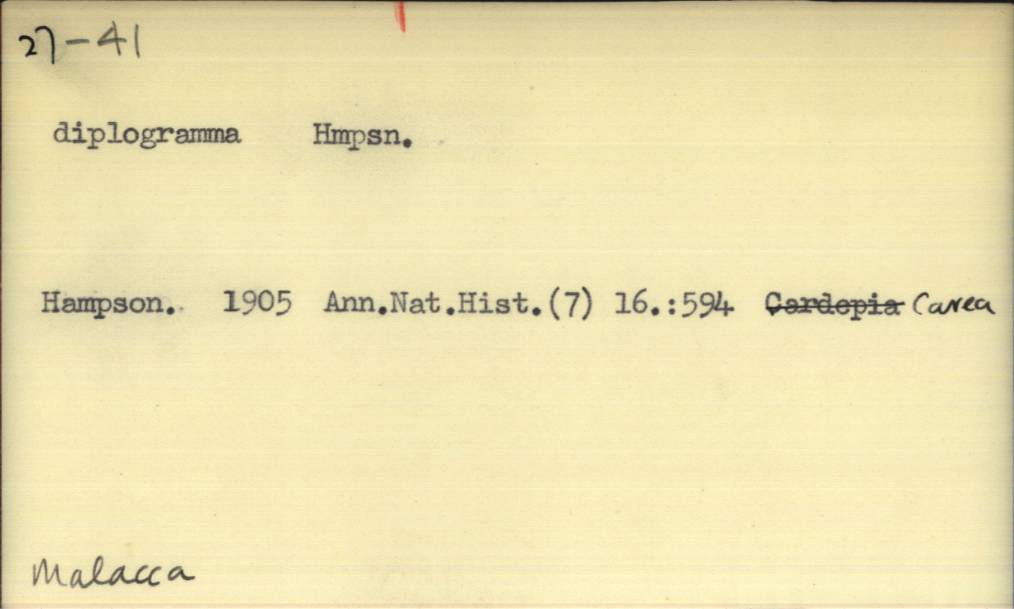 27-41
diplogramma Hmpsn.
Hampson. 1905 Ann.Nat.Hist.(7) 16.:594 Cardepia Carea
Malacca